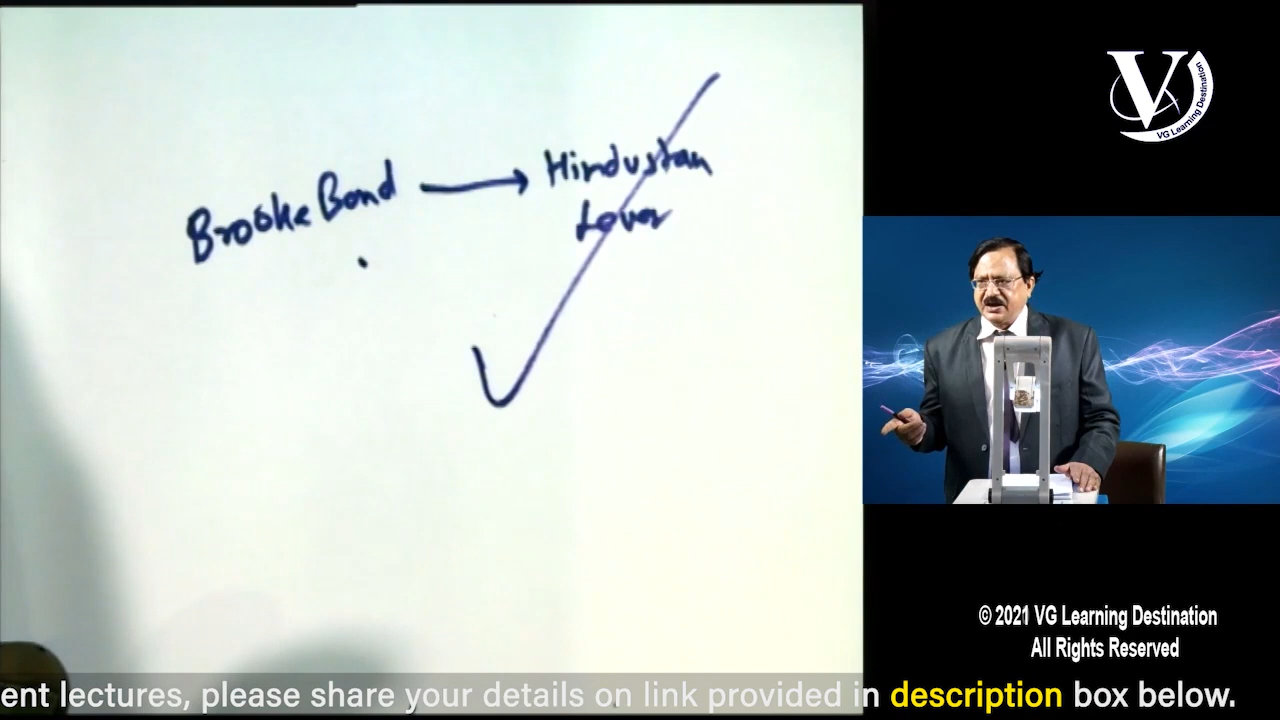 Brooke Bond → Hindustan
Lever
V
VG Learning Destination
© 2021 VG Learning Destination
All Rights Reserved
ent lectures, please share your details on link provided in description box below.